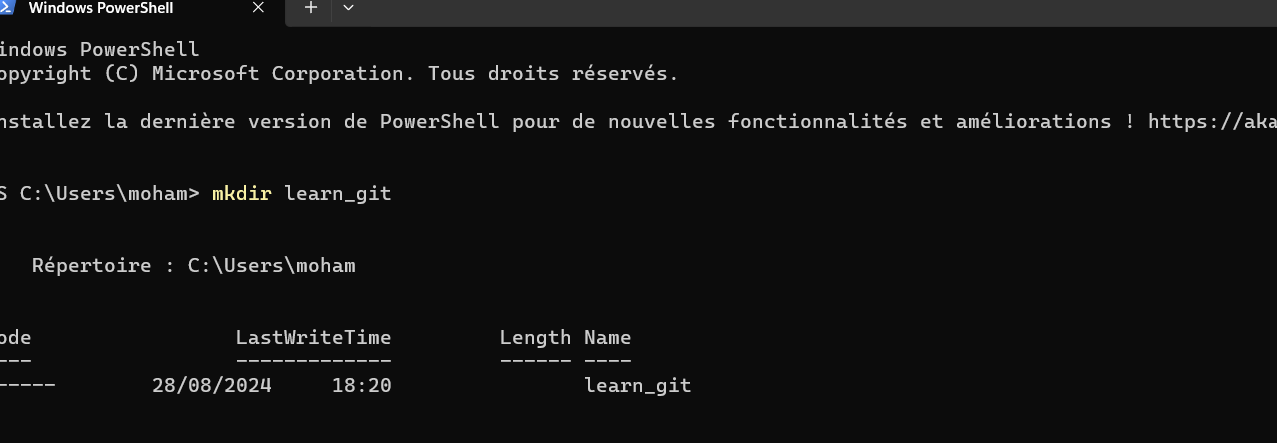 Windows PowerShell
indows PowerShell
opyright (C) Microsoft Corporation. Tous droits réservés.
nstallez la dernière version de PowerShell pour de nouvelles fonctionnalités et améliorations ! https://aka
S C:\Users\moham> mkdir learn_git
Répertoire : C:\Users\moham
ode LastWriteTime Length Name
---- ------------- ------ ----
----- 28/08/2024 18:20 learn_git